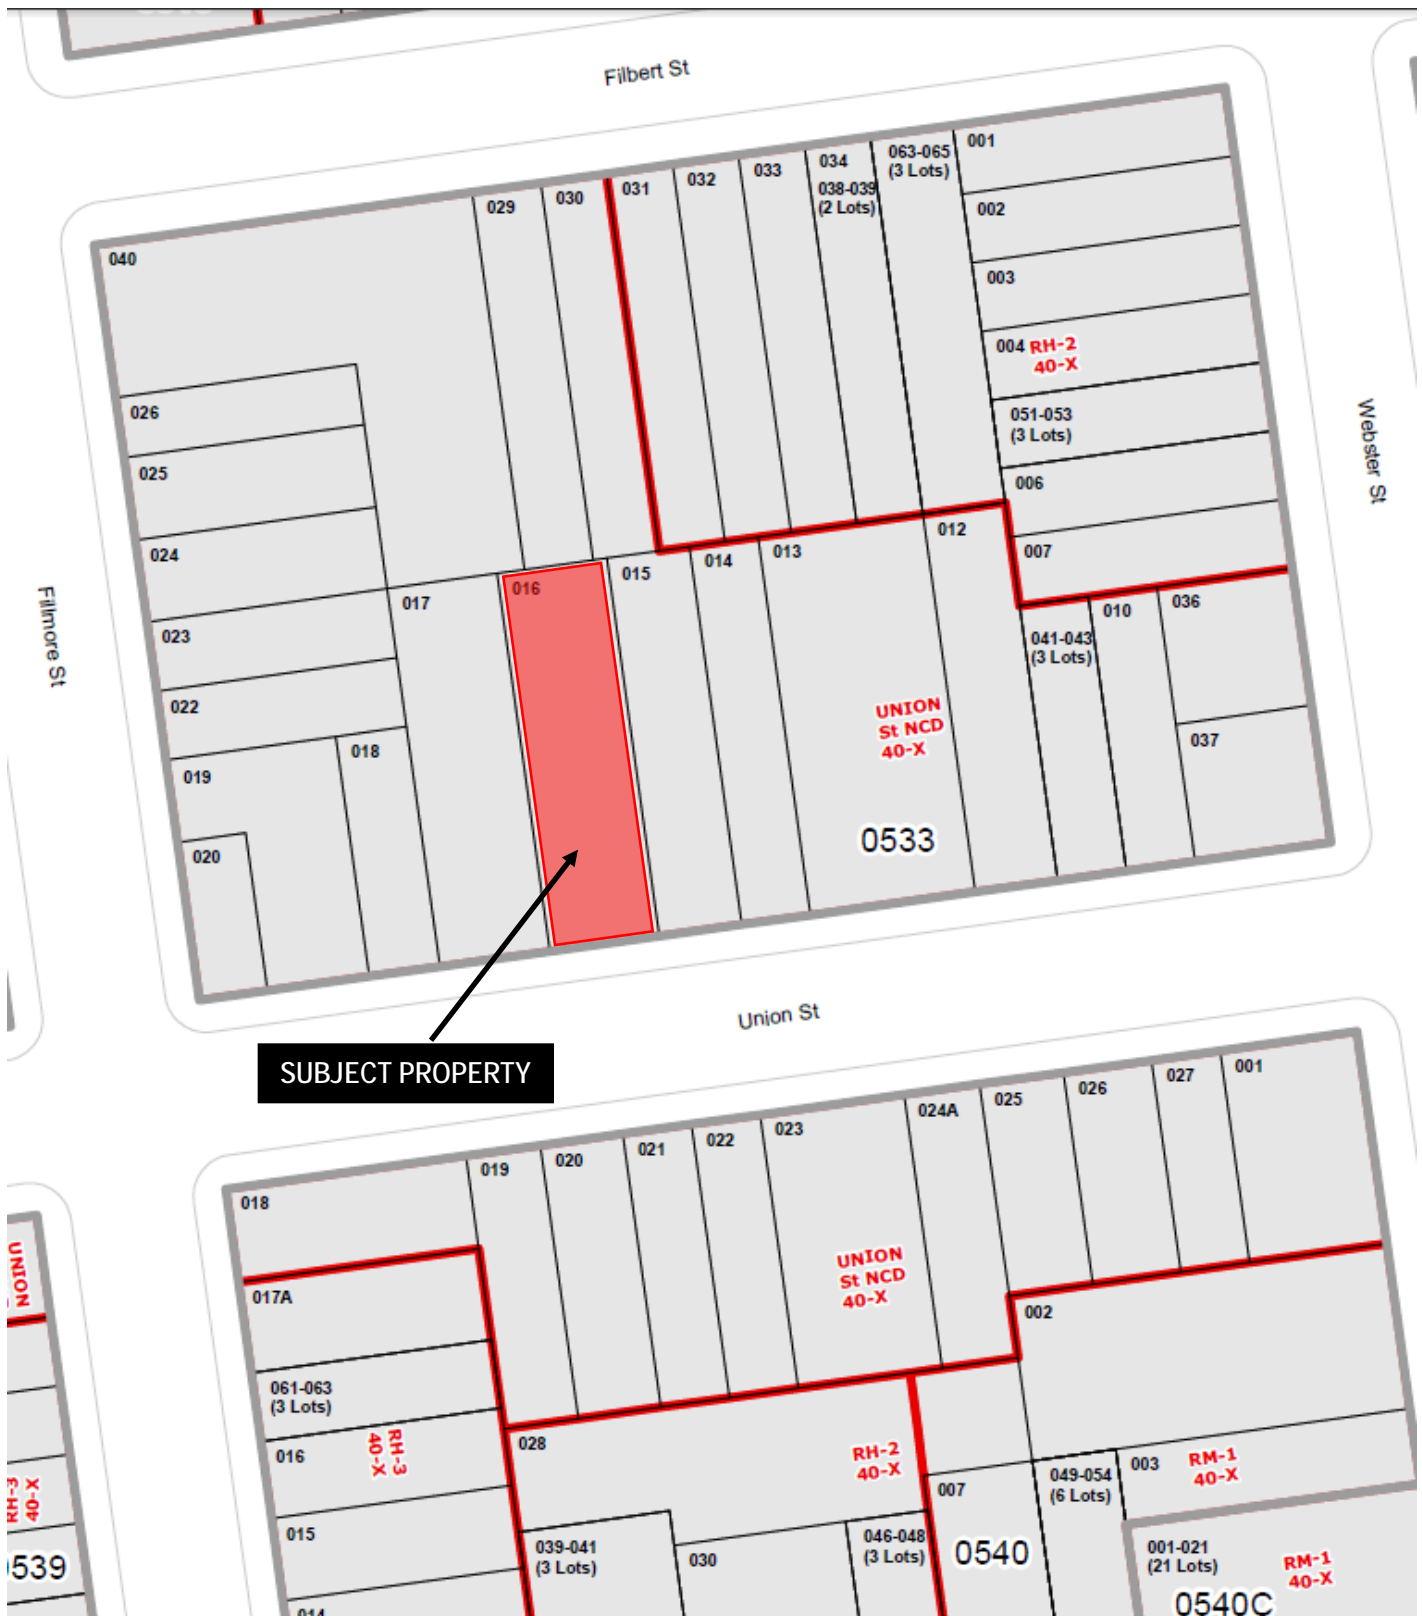 Filbert St
029
030
031
032
033
034
038-039
(2 Lots)
063-065
(3 Lots)
001
002
003
004
RH-2
40-X
051-053
(3 Lots)
006
007
040
026
025
024
023
022
019
018
020
017
016
015
014
013
012
041-043
(3 Lots)
010
036
037
UNION
St NCD
40-X
0533
Fillmore St
Webster St
Union St
SUBJECT PROPERTY
018
019
020
021
022
023
024A
025
026
027
001
UNION
St NCD
40-X
017A
061-063
(3 Lots)
016
RH-3
40-X
015
014
028
RH-2
40-X
002
003
RM-1
40-X
007
049-054
(6 Lots)
039-041
(3 Lots)
030
046-048
(3 Lots)
0540
001-021
(21 Lots)
RM-1
40-X
0540C
UNION
RH-3
40-X
0539